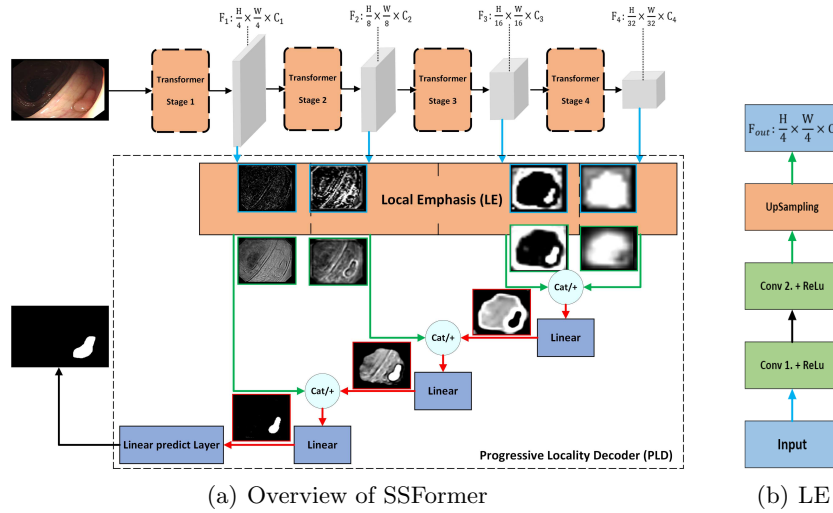 F₁: H/4 × W/4 × C₁
F₂: H/8 × W/8 × C₂
F₃: H/16 × W/16 × C₃
F₄: H/32 × W/32 × C₄
Transformer
Stage 1
Transformer
Stage 2
Transformer
Stage 3
Transformer
Stage 4
Local Emphasis (LE)
Cat/+
Linear
Cat/+
Linear
Cat/+
Linear
Linear predict Layer
Progressive Locality Decoder (PLD)
(a) Overview of SSFormer
F_out: H/4 × W/4 × C
UpSampling
Conv 2. + ReLu
Conv 1. + ReLu
Input
(b) LE